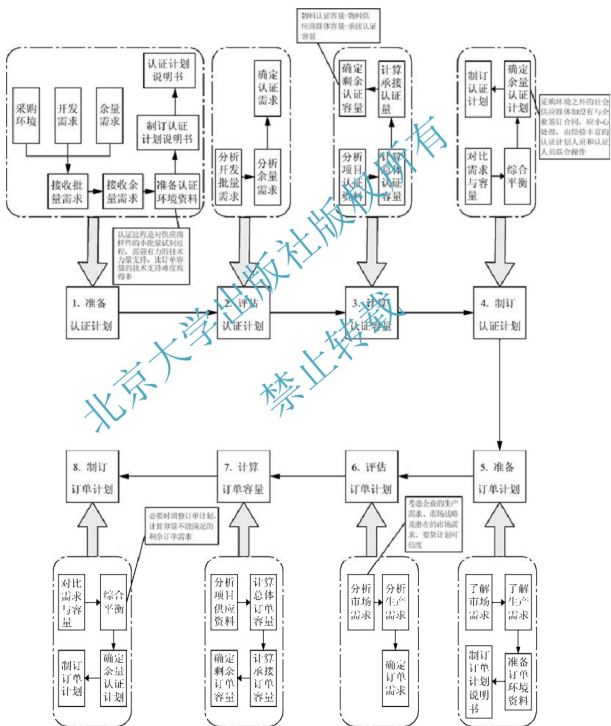 物料认证容量=物料供
应商群体-承接认证
容量
认证计划
说明书
采购
环境
开发
需求
余量
需求
制订认证
计划说明书
接收批
量需求
接收余
量需求
准备认证
环境资料
确定
认证
需求
分析
开发
批量
需求
分析
余量
需求
确定
剩余
认证
容量
计算
承接
认证
量
分析
项目
认证
资料
计算
总体
认证
容量
制订
认证
计划
确定
余量
认证
计划
对比
需求
与容
量
综合
平衡
采购环境之外的社会
供应群体如没有与企
业签订合同，应小心
处理，由经验丰富的
认证计划人员和认证
人员联合操作
认证过程是对供应商
样件的小批量试制过
程，需强有力的技术
力量支持，比订单容
量的技术支持难度高
得多
1. 准备
认证计划
2. 评估
认证计划
3. 计算
认证容量
4. 制订
认证计划
北京大学出版社版权所有
禁止转载
8. 制订
订单计划
7. 计算
订单容量
6. 评估
订单计划
5. 准备
订单计划
必要时调整订单计划,
计算容量不能满足的
剩余订单需求
考虑企业的生产
需求、市场战略
及潜在的市场需
求、要货计划可
信度
对比
需求
与容
量
综合
平衡
制订
订单
计划
确定
余量
认证
计划
分析
项目
供应
资料
计算
总体
订单
容量
确定
剩余
订单
容量
计算
承接
订单
容量
分析
市场
需求
分析
生产
需求
确定
订单
需求
了解
市场
需求
了解
生产
需求
制订
订单
计划
说明
书
准备
订单
环境
资料